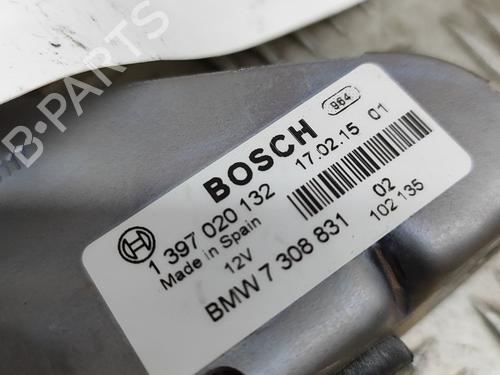 BOSCH
964
17.02.15 01
1 397 020 132
Made in Spain
12V
02
102 135
BMW 7 308 831
B-PARTS